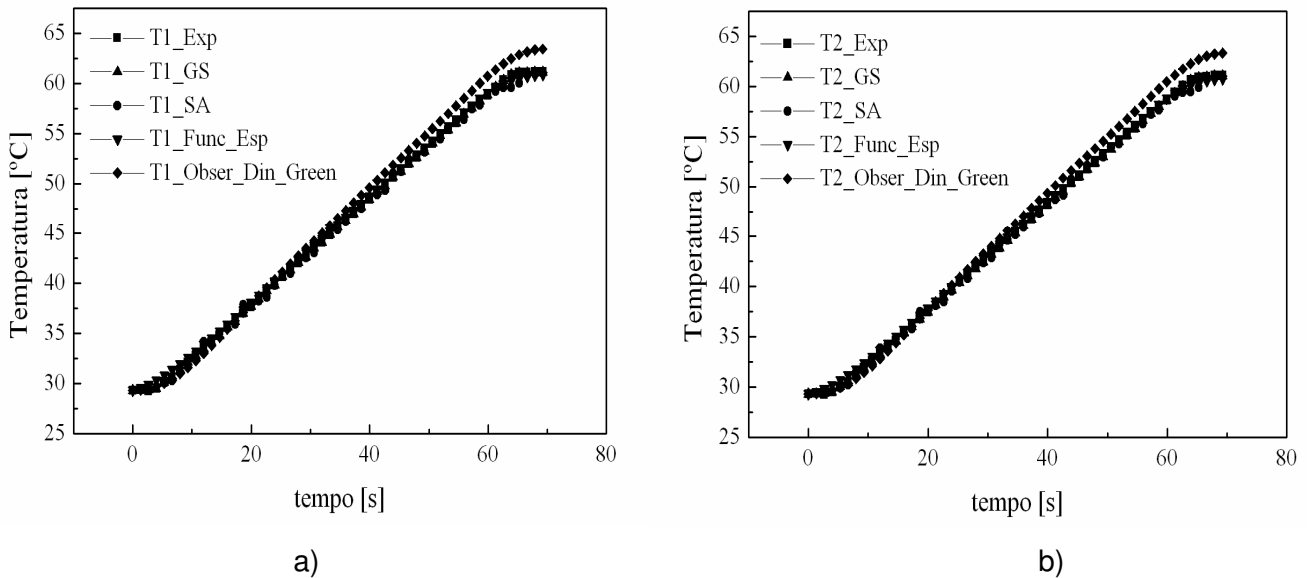 T1_Exp
T1_GS
T1_SA
T1_Func_Esp
T1_Obser_Din_Green
Temperatura [ºC]
65
60
55
50
45
40
35
30
25
0 20 40 60 80
tempo [s]
a)
T2_Exp
T2_GS
T2_SA
T2_Func_Esp
T2_Obser_Din_Green
Temperatura [ºC]
65
60
55
50
45
40
35
30
25
0 20 40 60 80
tempo [s]
b)